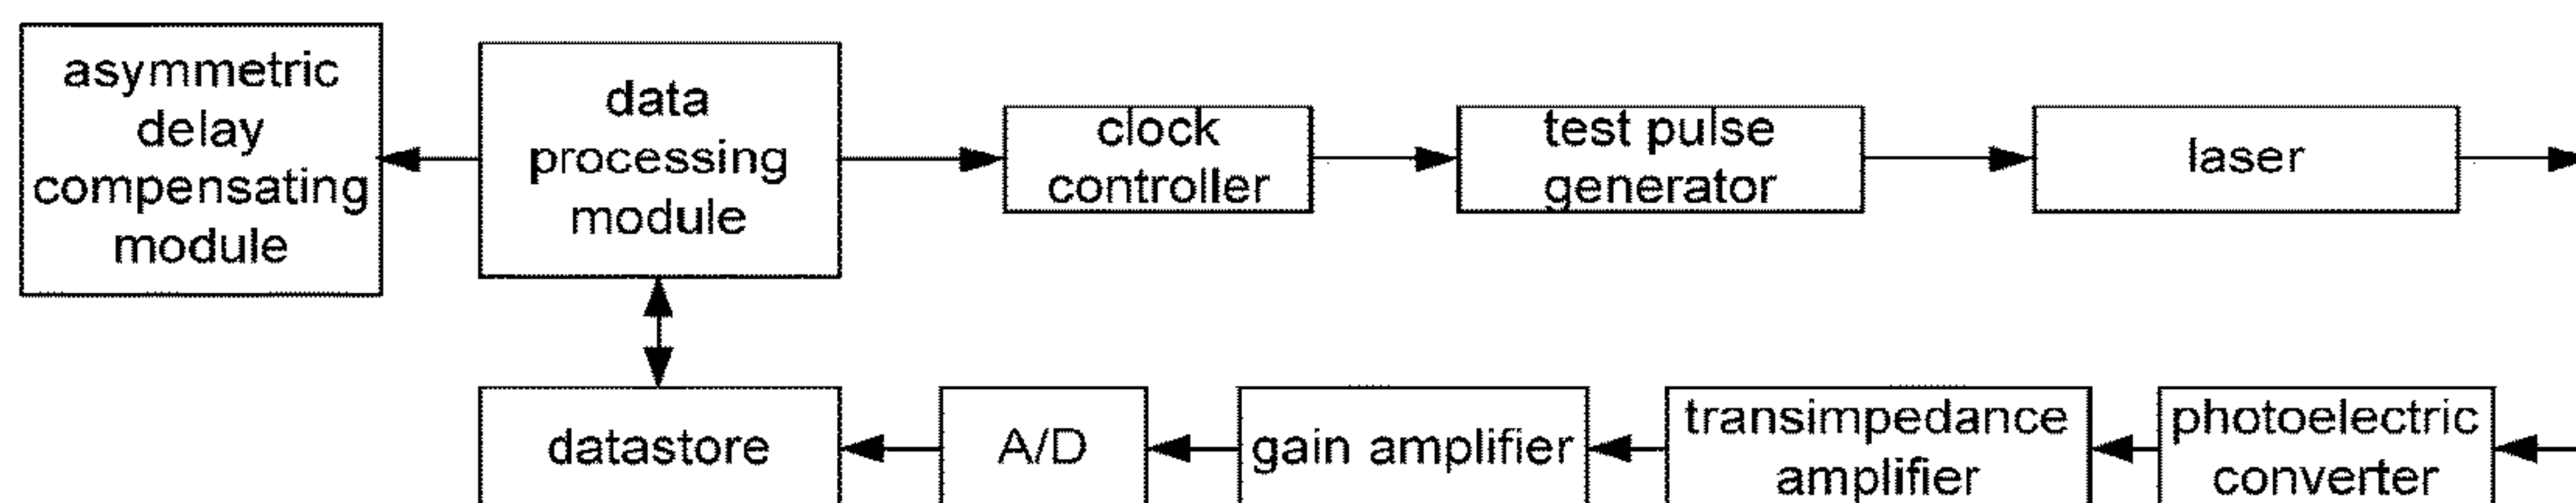 asymmetric
delay
compensating
module
data
processing
module
clock
controller
test pulse
generator
laser
datastore
A/D
gain amplifier
transimpedance
amplifier
photoelectric
converter